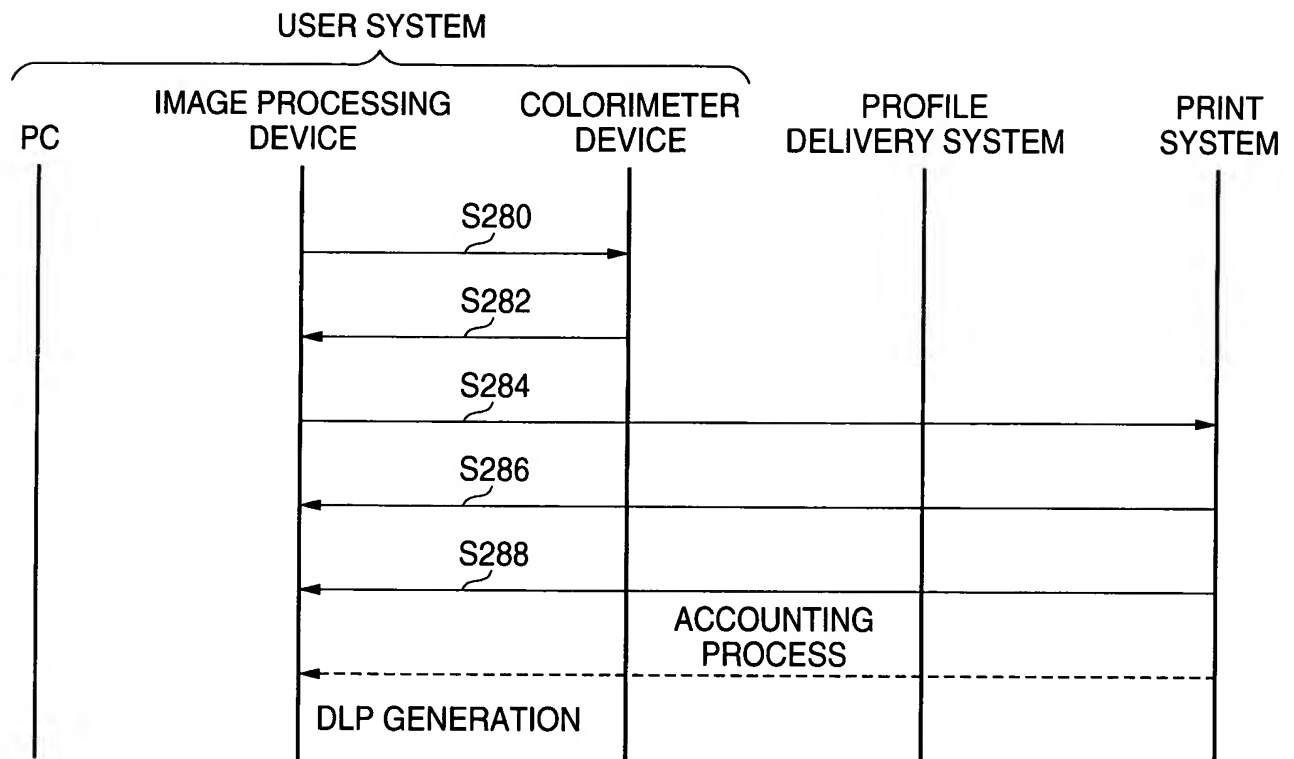 USER SYSTEM
PC
IMAGE PROCESSING
DEVICE
COLORIMETER
DEVICE
PROFILE
DELIVERY SYSTEM
PRINT
SYSTEM
S280
S282
S284
S286
S288
ACCOUNTING
PROCESS
DLP GENERATION